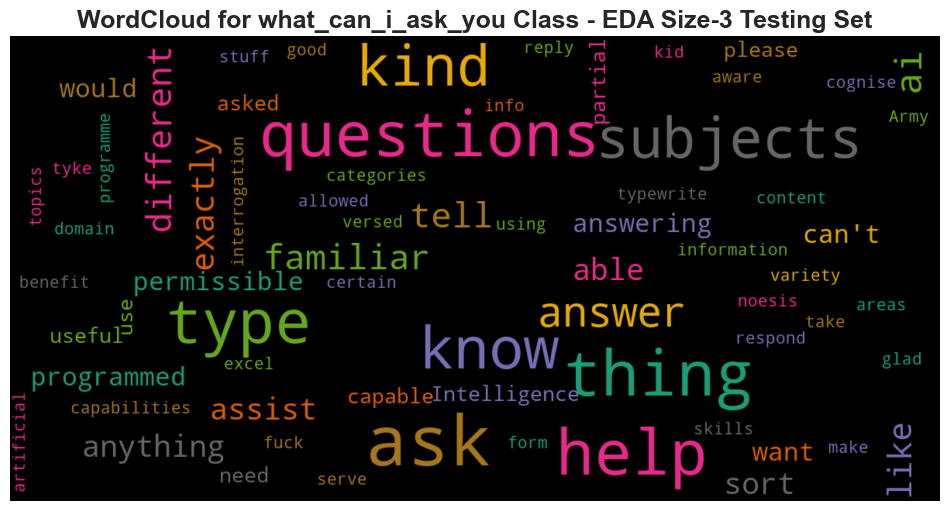 WordCloud for what_can_i_ask_you Class - EDA Size-3 Testing Set
stuff
good
reply
kid
please
kind
ai
would
different
asked
info
partial
aware
cognise
Army
questions
subjects
programme
tyke
topics
exactly
interrogation
categories
allowed
versed
tell
using
typewrite
content
domain
answering
can't
familiar
information
benefit
permissible
certain
able
variety
useful
use
type
answer
noesis
areas
take
know
respond
excel
thing
glad
programmed
capabilities
assist
capable
Intelligence
artificial
anything
fuck
ask
form
help
skills
want
make
like
need
serve
sort